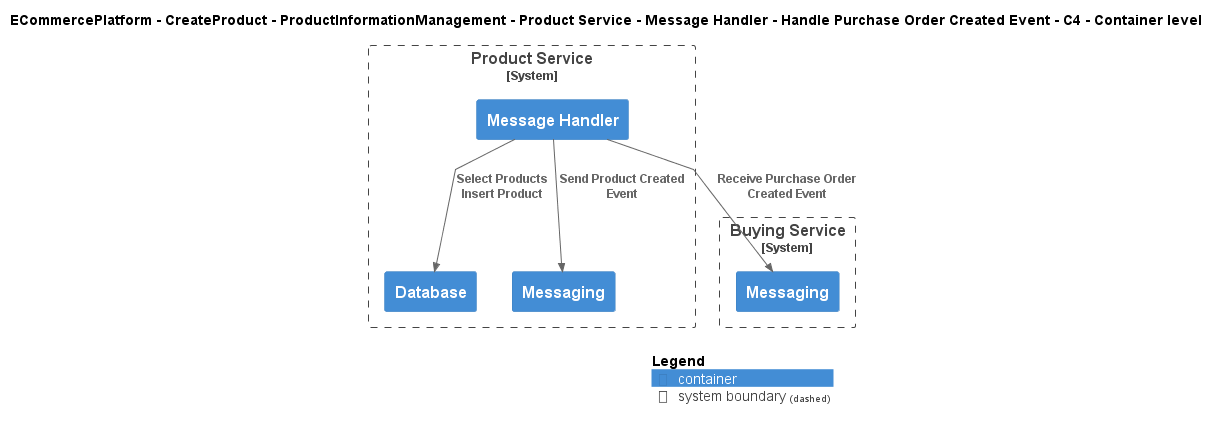 ECommercePlatform - CreateProduct - ProductInformationManagement - Product Service - Message Handler - Handle Purchase Order Created Event - C4 - Container level
Product Service
[System]
Message Handler
Select Products
Insert Product
Send Product Created
Event
Receive Purchase Order
Created Event
Buying Service
[System]
Database
Messaging
Messaging
Legend
container
system boundary (dashed)